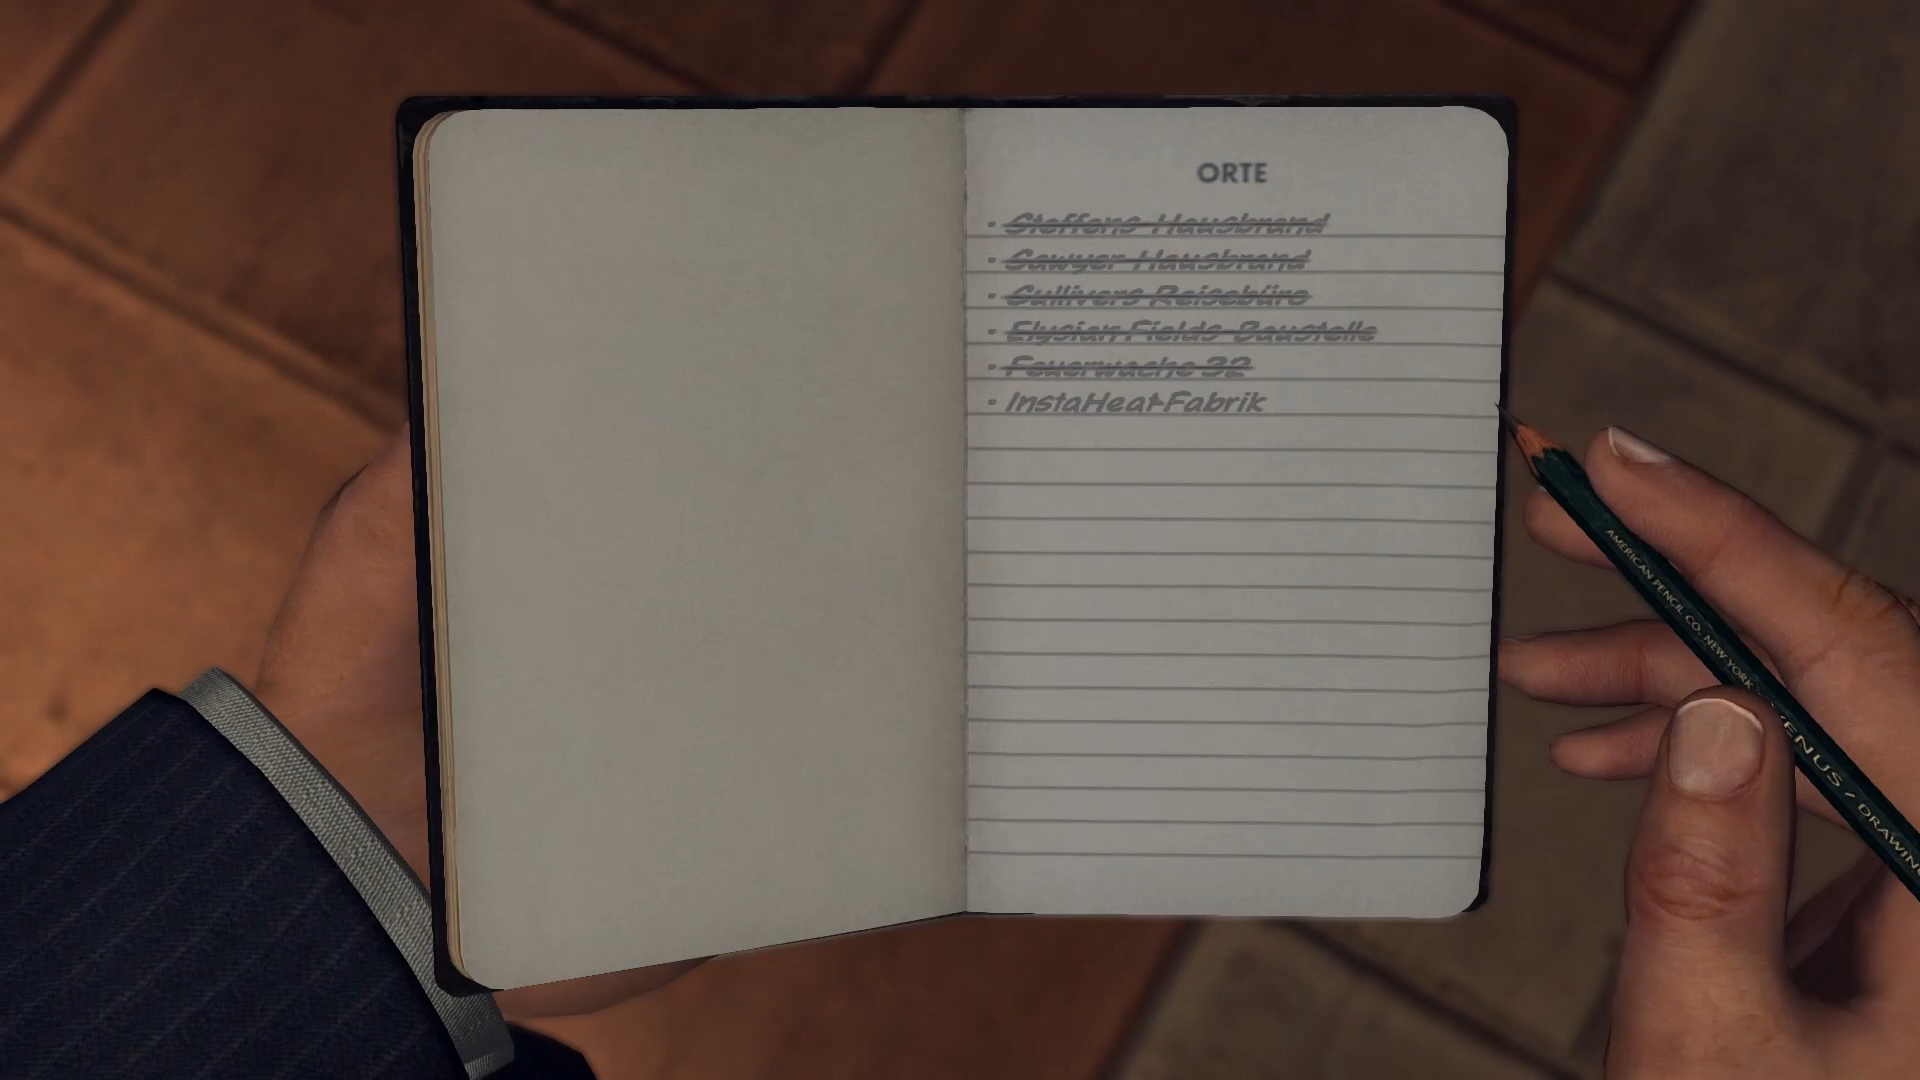 ORTE
• Steffens-Hausbrand
• Sawyer-Hausbrand
• Gullivers Reisebüro
• Elysian-Fields-Baustelle
• Feuerwache 32
• InstaHeat-Fabrik
AMERICAN PENCIL CO. NEW YORK VENUS / DRAWING